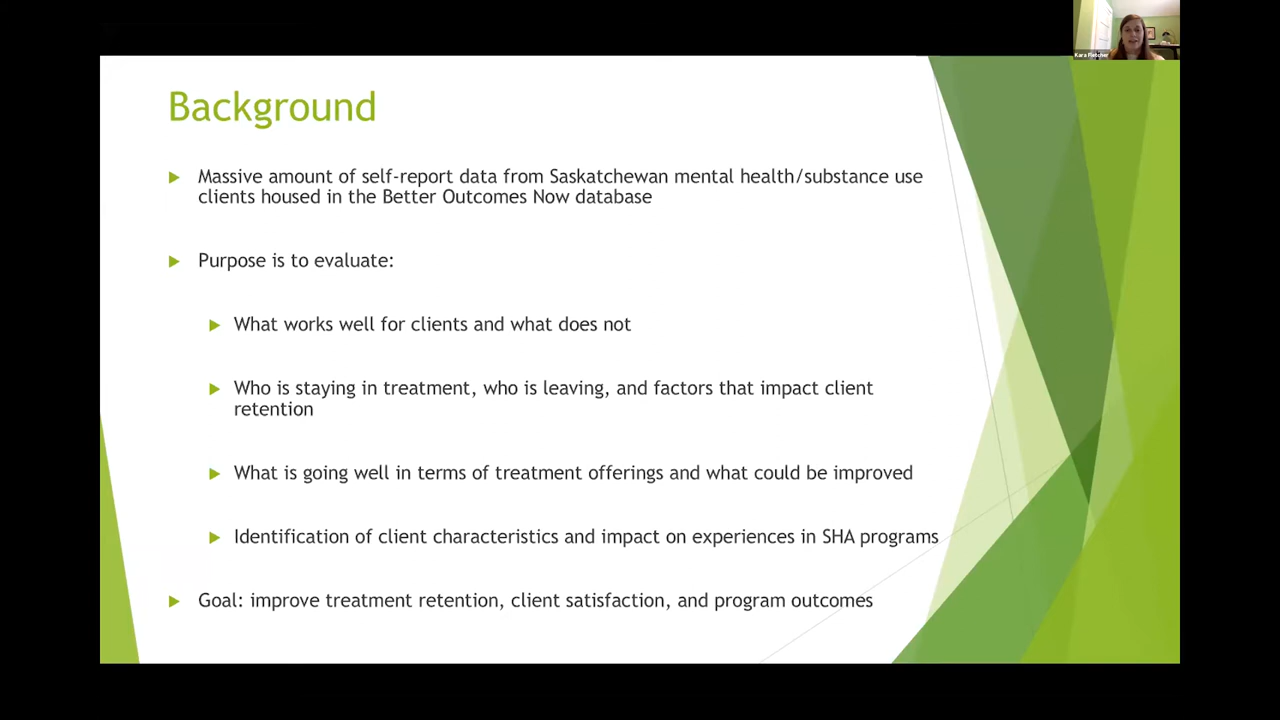 Kara Fletcher
Background
Massive amount of self-report data from Saskatchewan mental health/substance use
clients housed in the Better Outcomes Now database
Purpose is to evaluate:
What works well for clients and what does not
Who is staying in treatment, who is leaving, and factors that impact client
retention
What is going well in terms of treatment offerings and what could be improved
Identification of client characteristics and impact on experiences in SHA programs
Goal: improve treatment retention, client satisfaction, and program outcomes